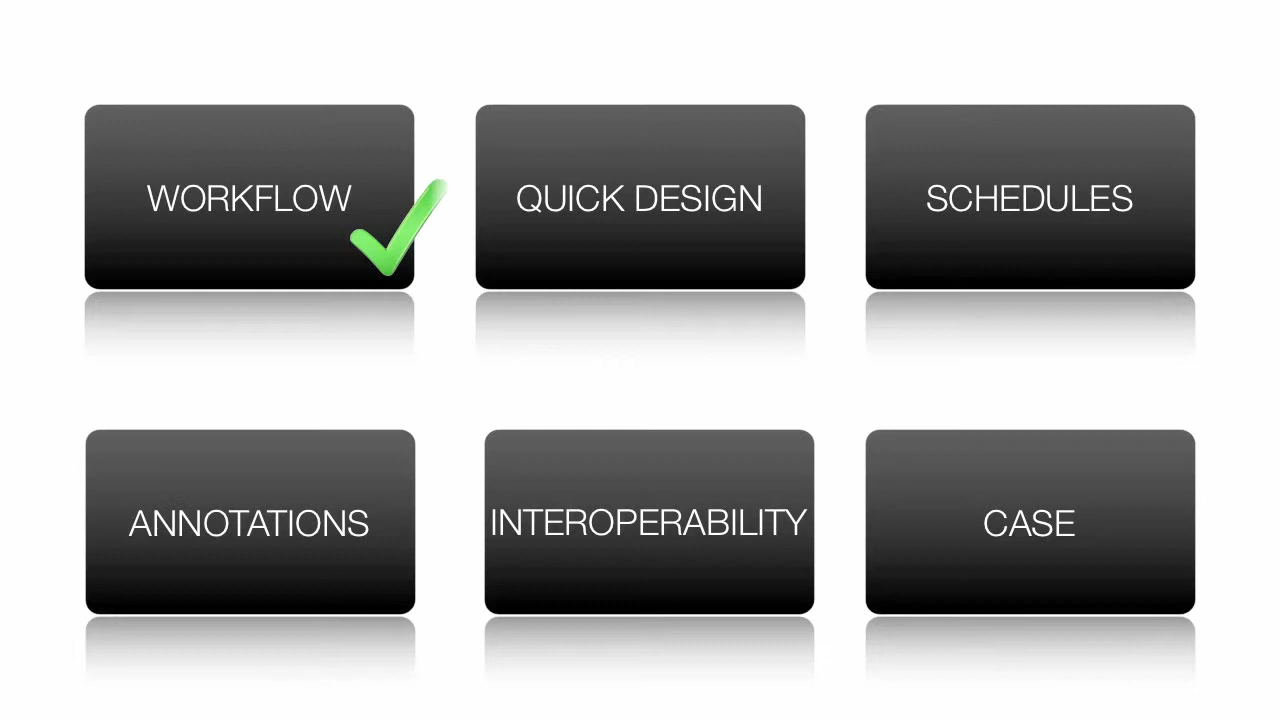 WORKFLOW
QUICK DESIGN
SCHEDULES
ANNOTATIONS
INTEROPERABILITY
CASE